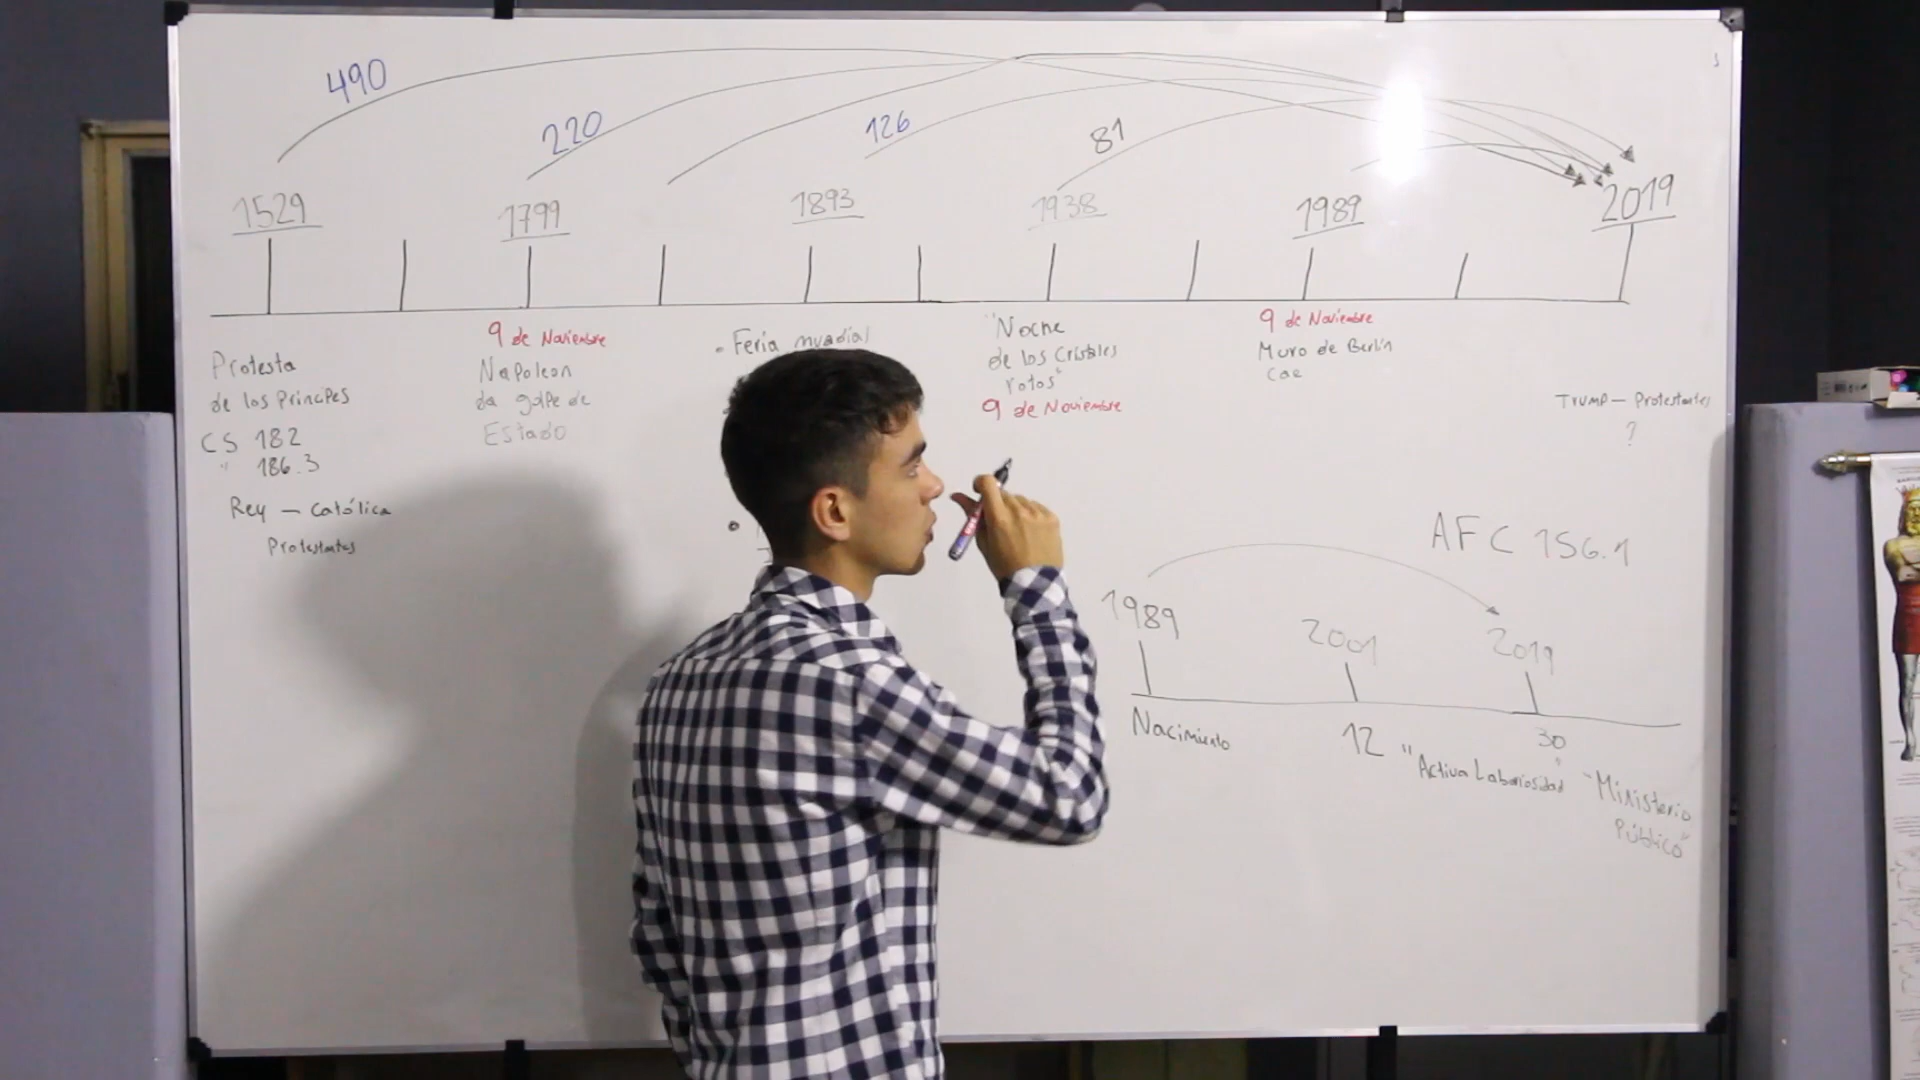 490
220
126
81
1529
1799
1893
1938
1989
2019
Protesta
de los Principes
CS 182
" 186.3
Rey — Católica
Protestantes
9 de Noviembre
Napoleon
da golpe de
Estado
• Feria mundial
"Noche
de los Cristales
rotos"
9 de Noviembre
9 de Noviembre
Muro de Berlín
cae
Trump — Protestantes
?
AFC 156.1
1989
2001
2019
Nacimiento
12
30
"Activa Laboriosidad"
"Ministerio
Público"